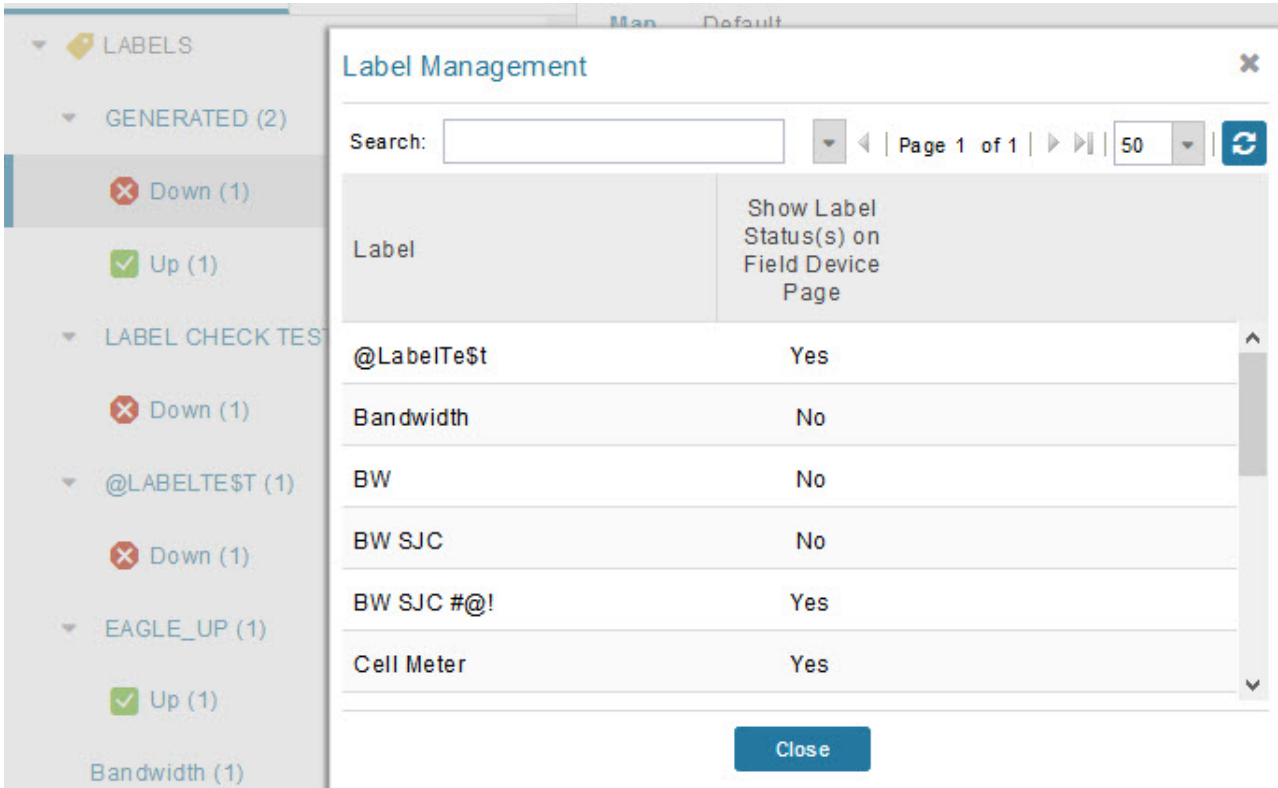 Map Default
LABELS
GENERATED (2)
Down (1)
Up (1)
LABEL CHECK TEST
Down (1)
@LABELTE$T (1)
Down (1)
EAGLE_UP (1)
Up (1)
Bandwidth (1)
Label Management
Search:
Page 1 of 1
50
Label
Show Label
Status(s) on
Field Device
Page
@LabelTe$t Yes
Bandwidth No
BW No
BW SJC No
BW SJC #@! Yes
Cell Meter Yes
Close